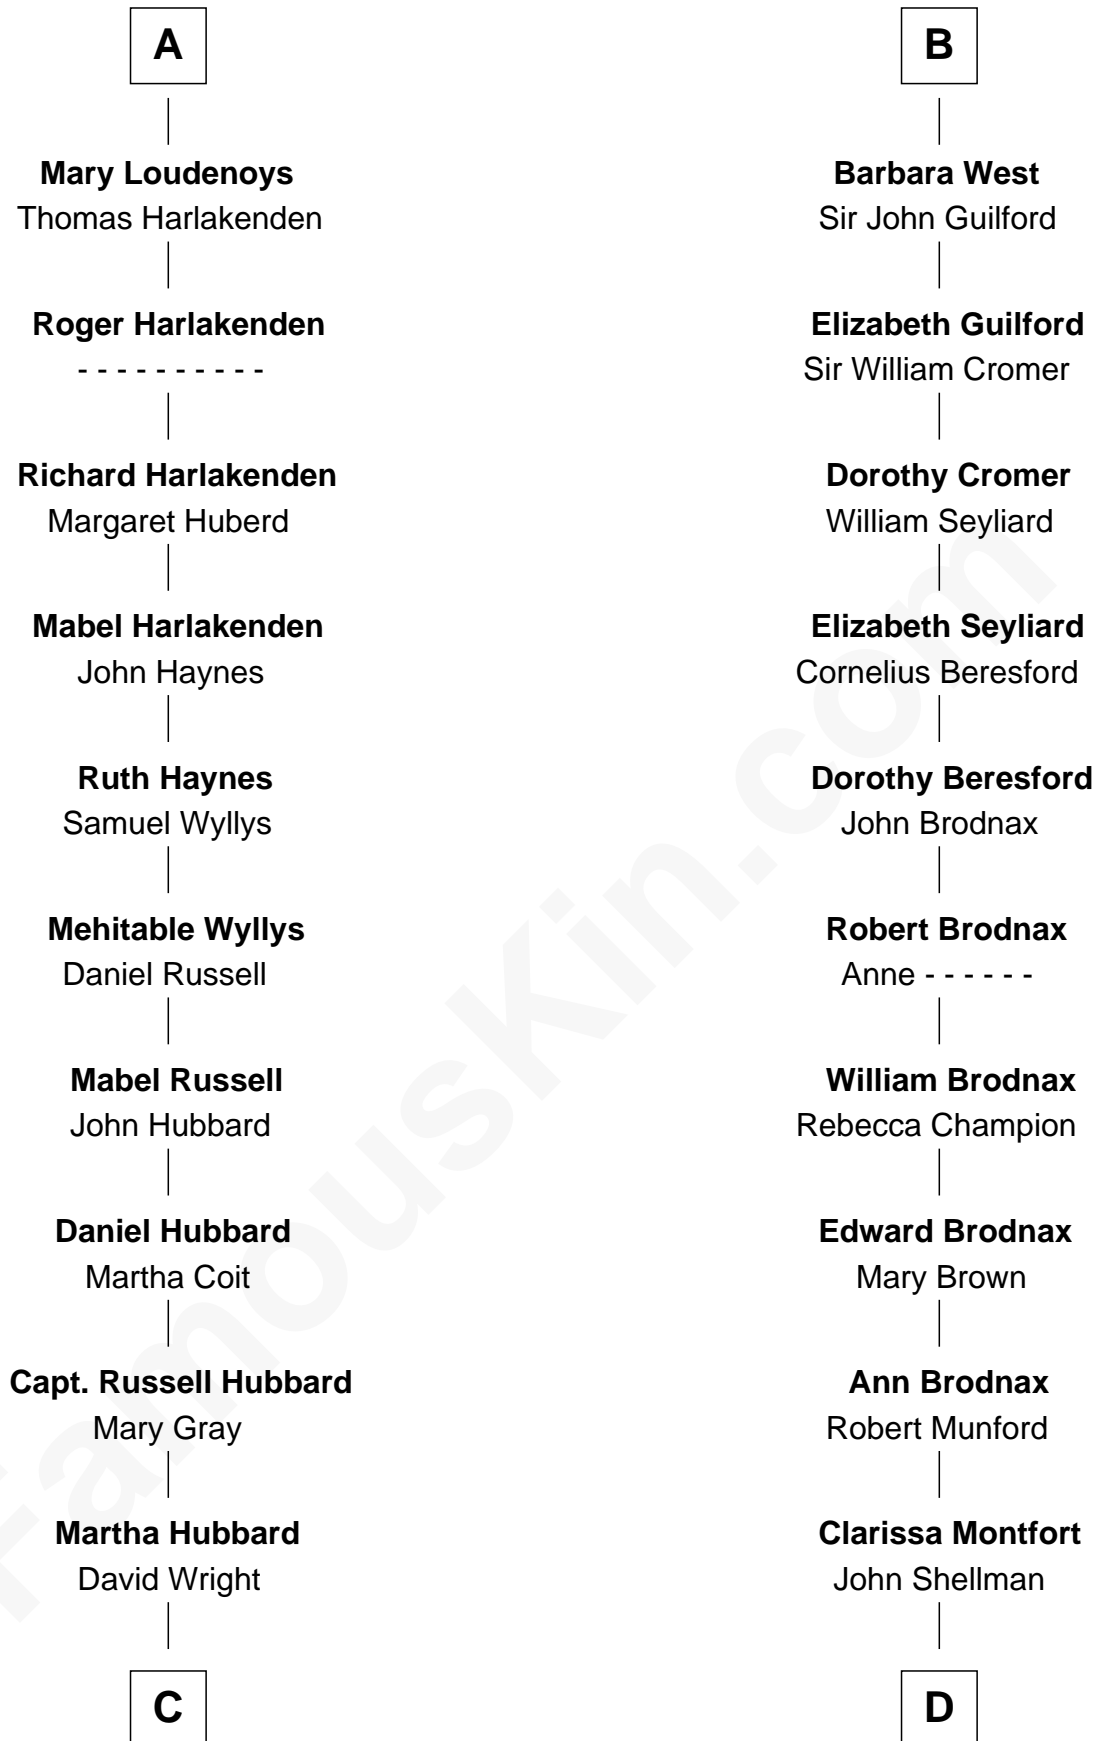 A
Mary Loudenoys
Thomas Harlakenden
Roger Harlakenden
- - - - - - - - - -
Richard Harlakenden
Margaret Huberd
Mabel Harlakenden
John Haynes
Ruth Haynes
Samuel Wyllys
Mehitable Wyllys
Daniel Russell
Mabel Russell
John Hubbard
Daniel Hubbard
Martha Coit
Capt. Russell Hubbard
Mary Gray
Martha Hubbard
David Wright
C
B
Barbara West
Sir John Guilford
Elizabeth Guilford
Sir William Cromer
Dorothy Cromer
William Seyliard
Elizabeth Seyliard
Cornelius Beresford
Dorothy Beresford
John Brodnax
Robert Brodnax
Anne - - - - - -
William Brodnax
Rebecca Champion
Edward Brodnax
Mary Brown
Ann Brodnax
Robert Munford
Clarissa Montfort
John Shellman
D
FamousKin.com